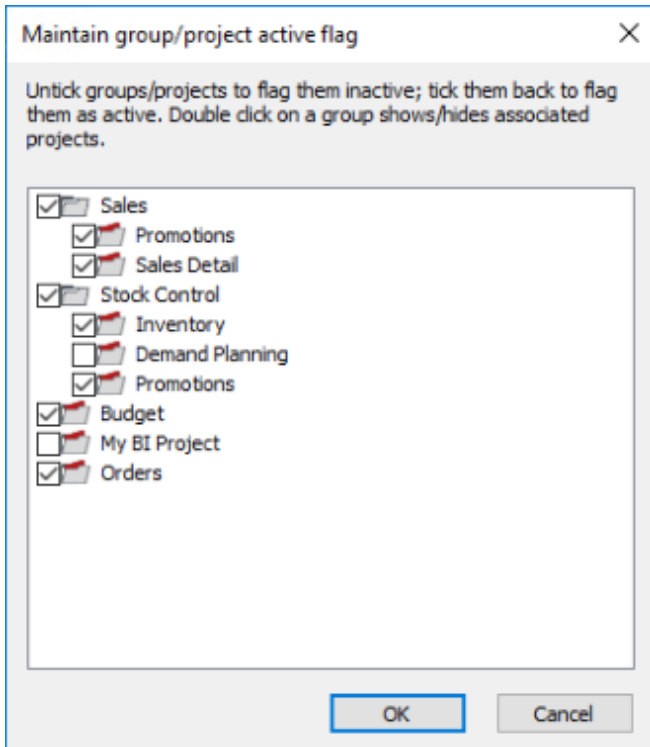 Maintain group/project active flag
Untick groups/projects to flag them inactive; tick them back to flag
them as active. Double click on a group shows/hides associated
projects.
Sales
Promotions
Sales Detail
Stock Control
Inventory
Demand Planning
Promotions
Budget
My BI Project
Orders
OK
Cancel